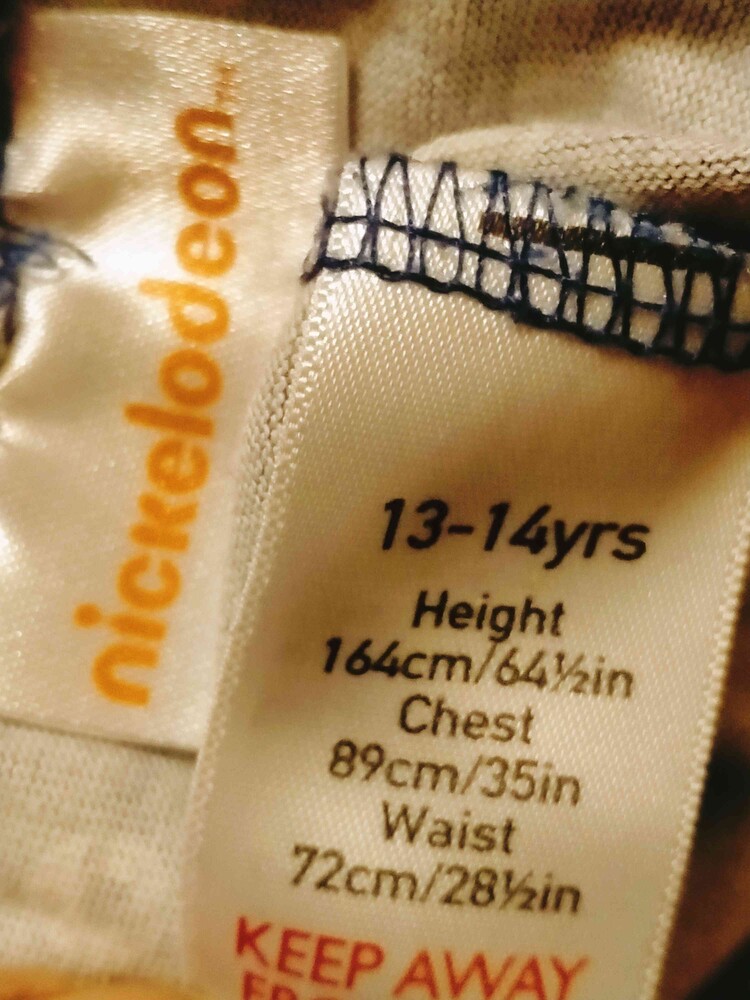 nickelodeon
13-14yrs
Height
164cm/64½in
Chest
89cm/35in
Waist
72cm/28½in
KEEP AWAY